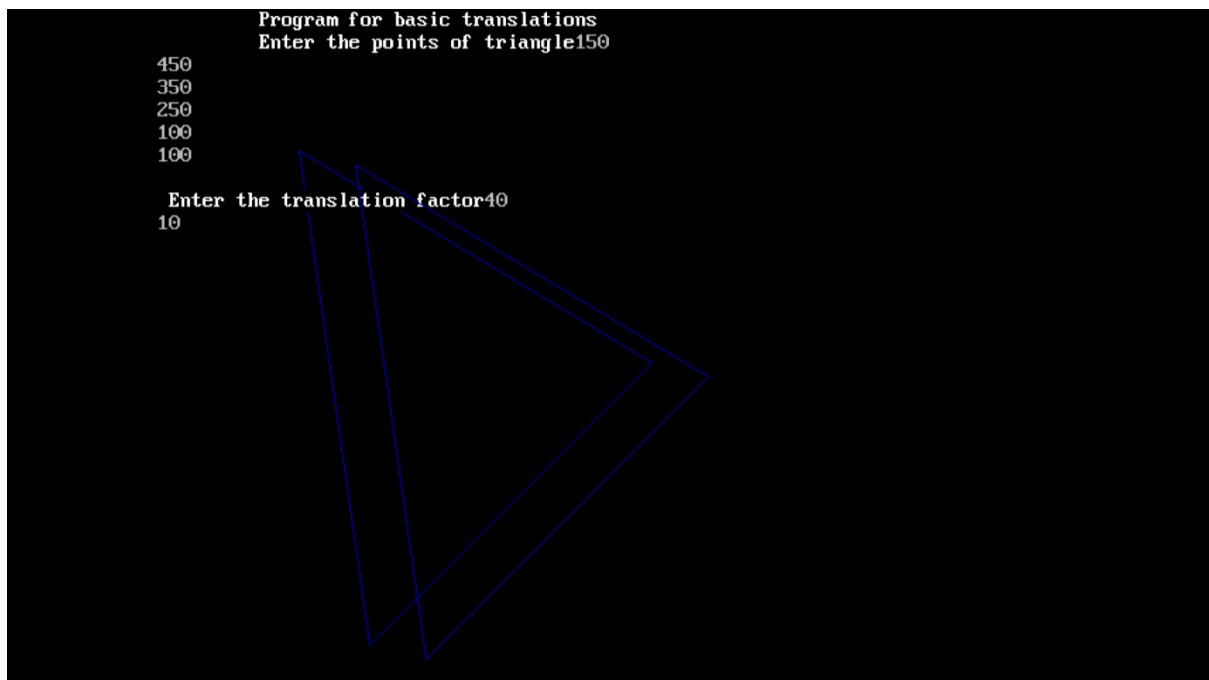 Program for basic translations
Enter the points of triangle150
450
350
250
100
100
Enter the translation factor40
10